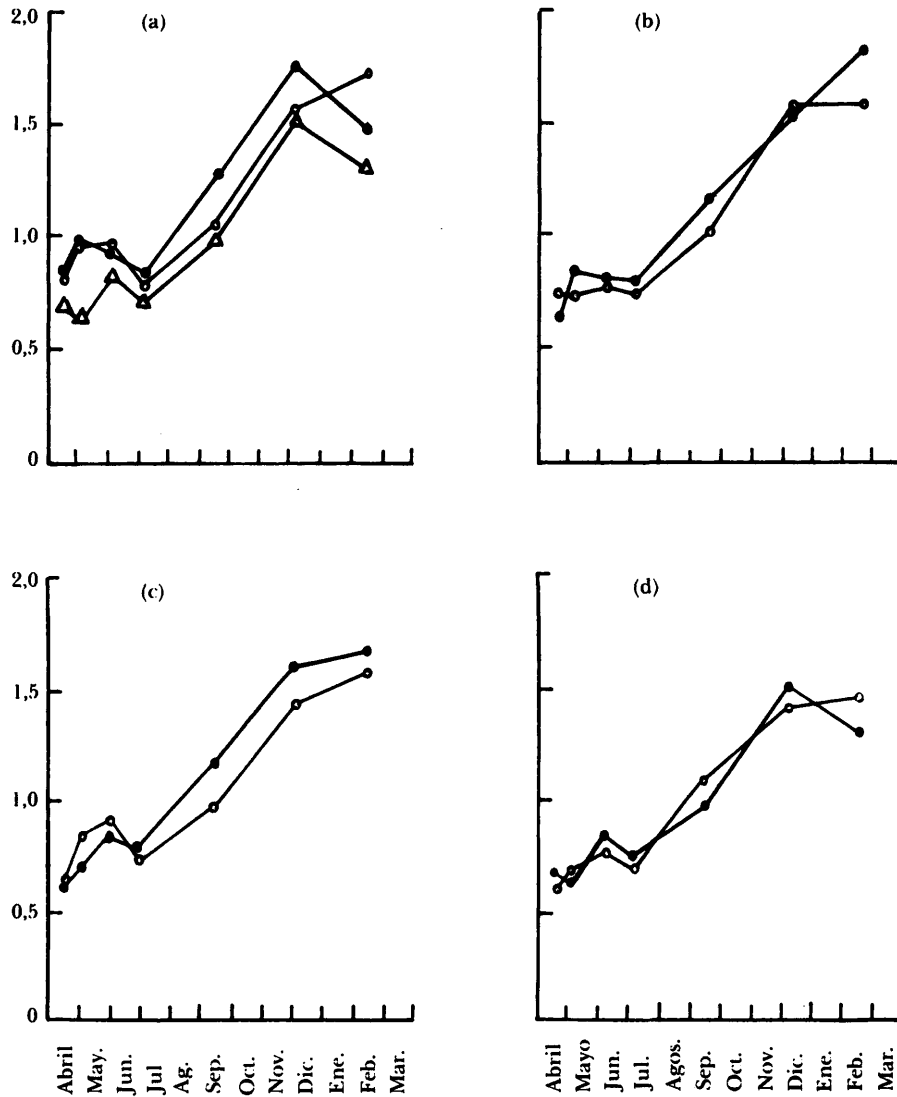 (a)
2,0
1,5
1,0
0,5
0
(b)
(c)
2,0
1,5
1,0
0,5
0
Abril
May.
Jun.
Jul
Ag.
Sep.
Oct.
Nov.
Dic.
Ene.
Feb.
Mar.
(d)
Abril
Mayo
Jun.
Jul.
Agos.
Sep.
Oct.
Nov.
Dic.
Ene.
Feb.
Mar.